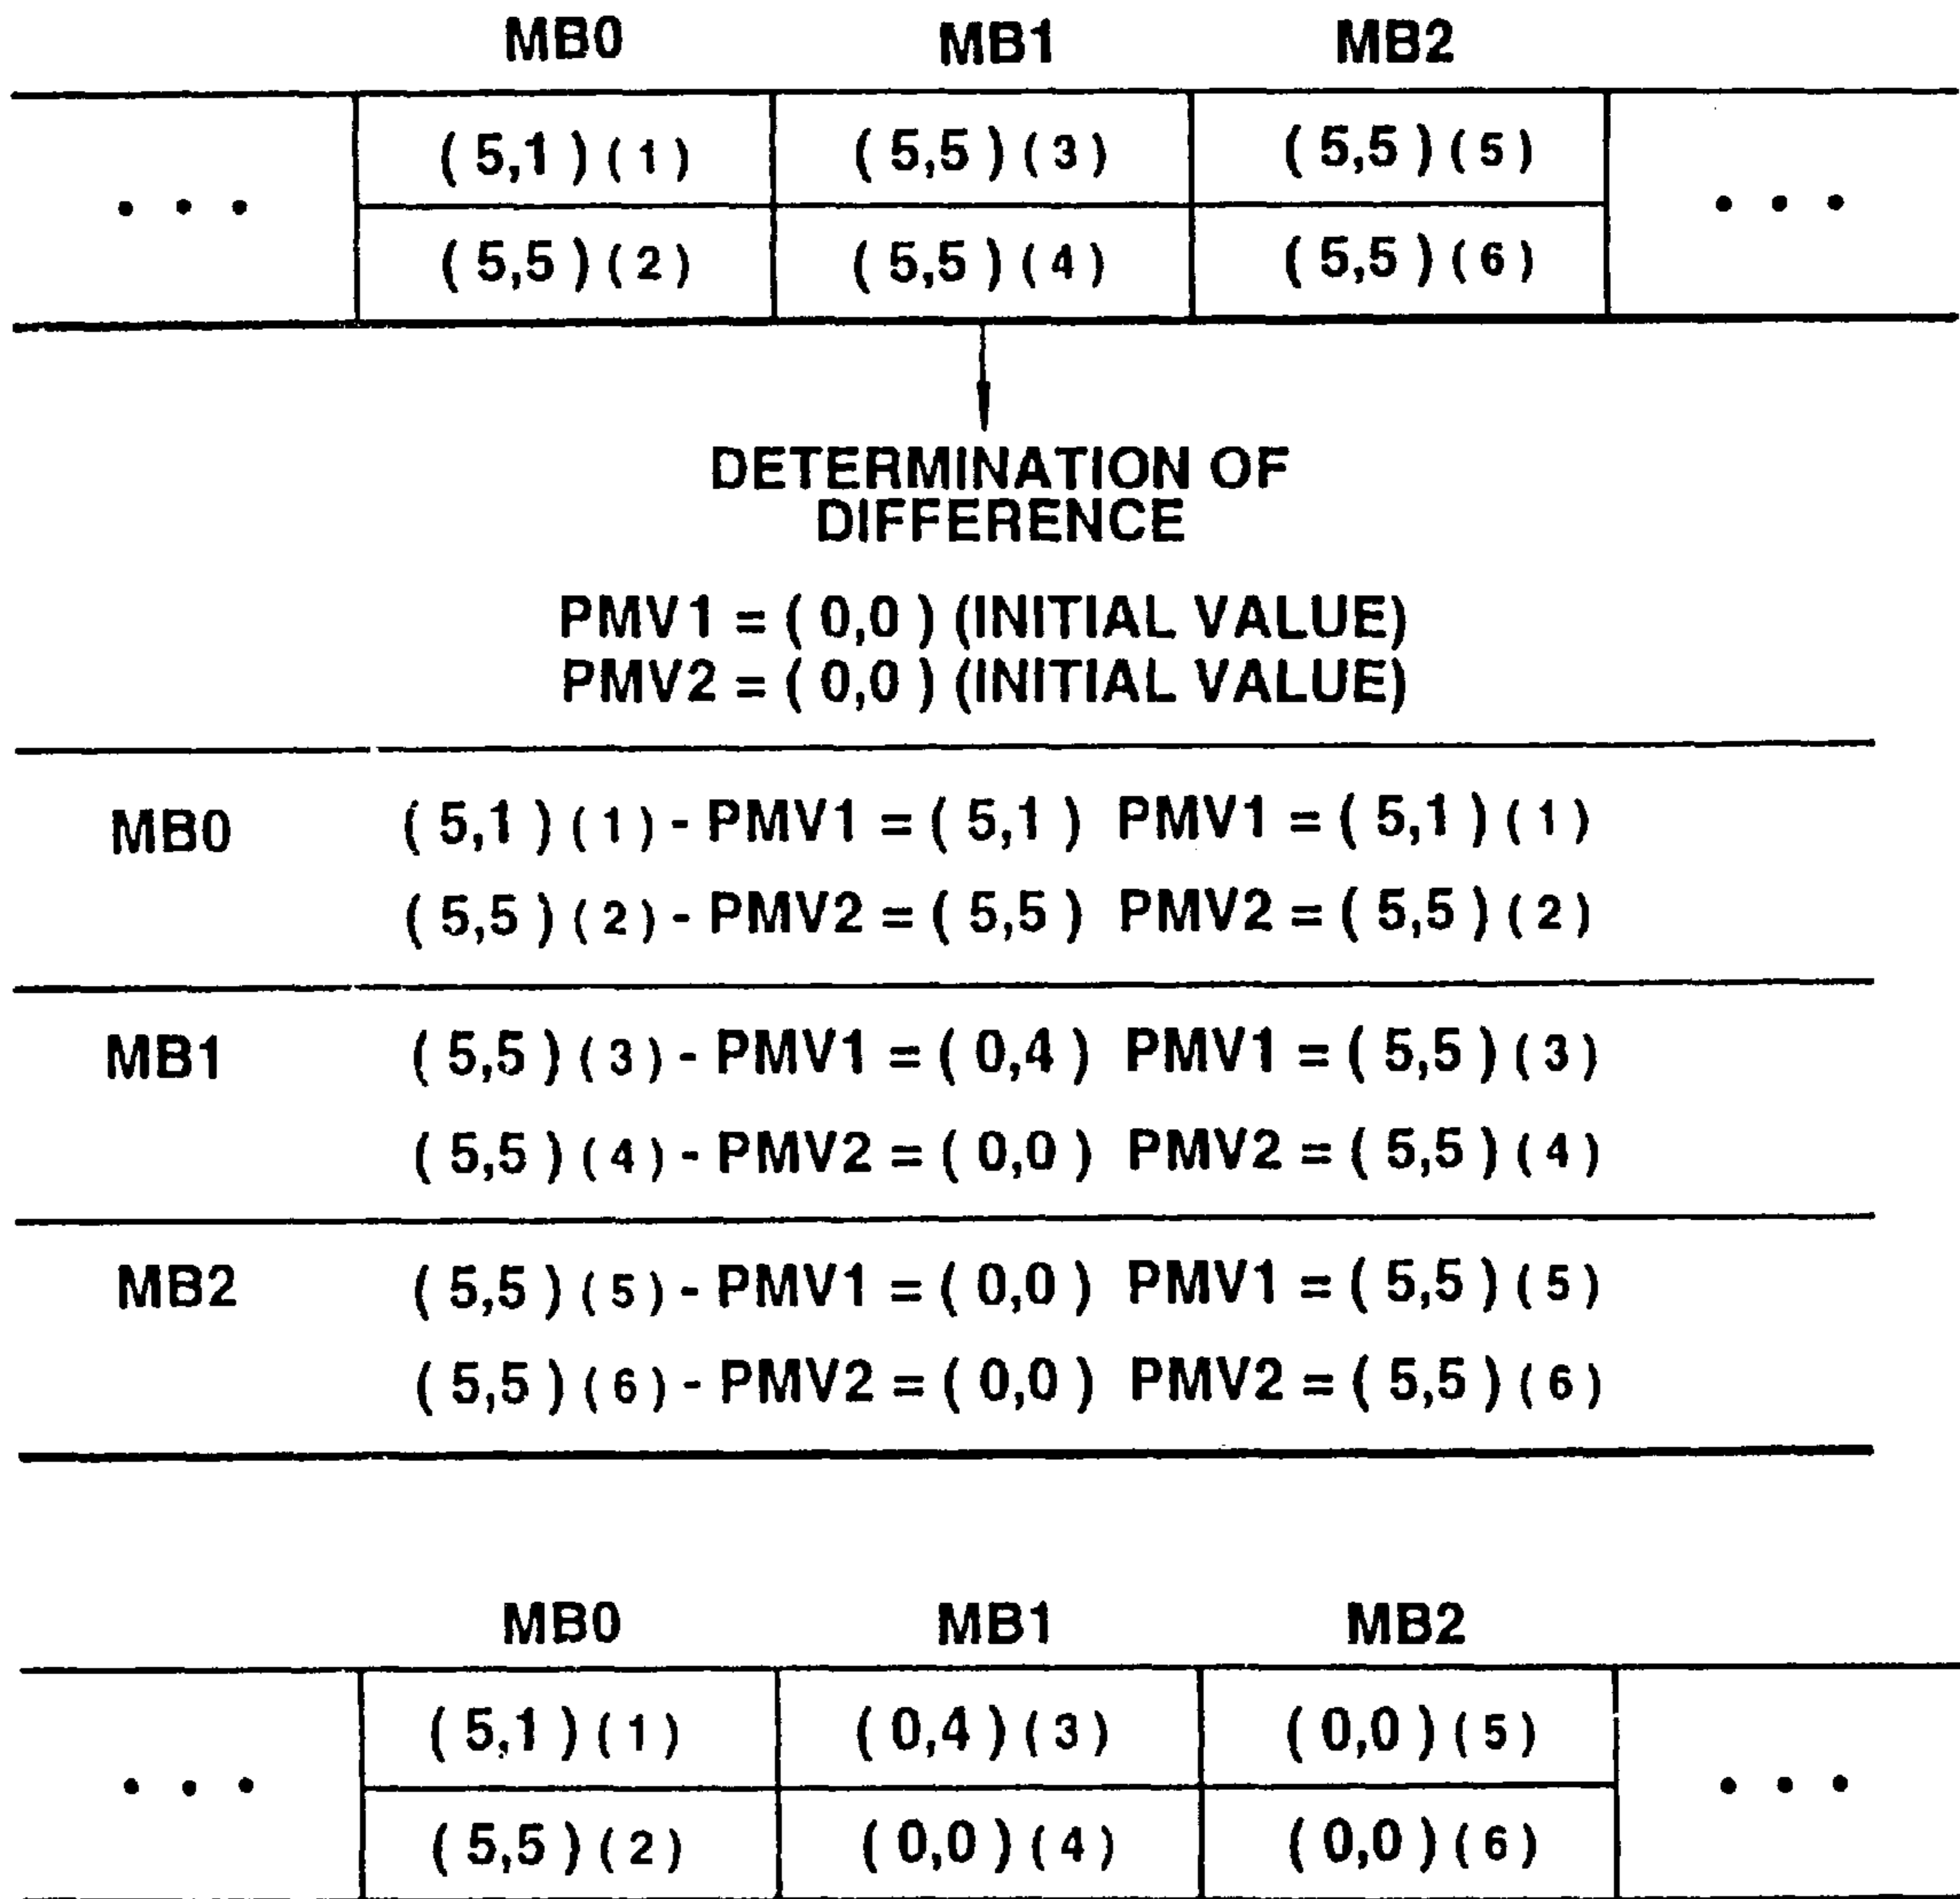 MB0 MB1 MB2
( 5,1 ) ( 1 ) ( 5,5 ) ( 3 ) ( 5,5 ) ( 5 )
• • • • • •
( 5,5 ) ( 2 ) ( 5,5 ) ( 4 ) ( 5,5 ) ( 6 )
DETERMINATION OF
DIFFERENCE
PMV1 = ( 0,0 ) (INITIAL VALUE)
PMV2 = ( 0,0 ) (INITIAL VALUE)
MB0 ( 5,1 ) ( 1 ) - PMV1 = ( 5,1 ) PMV1 = ( 5,1 ) ( 1 )
( 5,5 ) ( 2 ) - PMV2 = ( 5,5 ) PMV2 = ( 5,5 ) ( 2 )
MB1 ( 5,5 ) ( 3 ) - PMV1 = ( 0,4 ) PMV1 = ( 5,5 ) ( 3 )
( 5,5 ) ( 4 ) - PMV2 = ( 0,0 ) PMV2 = ( 5,5 ) ( 4 )
MB2 ( 5,5 ) ( 5 ) - PMV1 = ( 0,0 ) PMV1 = ( 5,5 ) ( 5 )
( 5,5 ) ( 6 ) - PMV2 = ( 0,0 ) PMV2 = ( 5,5 ) ( 6 )
MB0 MB1 MB2
( 5,1 ) ( 1 ) ( 0,4 ) ( 3 ) ( 0,0 ) ( 5 )
• • • • • •
( 5,5 ) ( 2 ) ( 0,0 ) ( 4 ) ( 0,0 ) ( 6 )